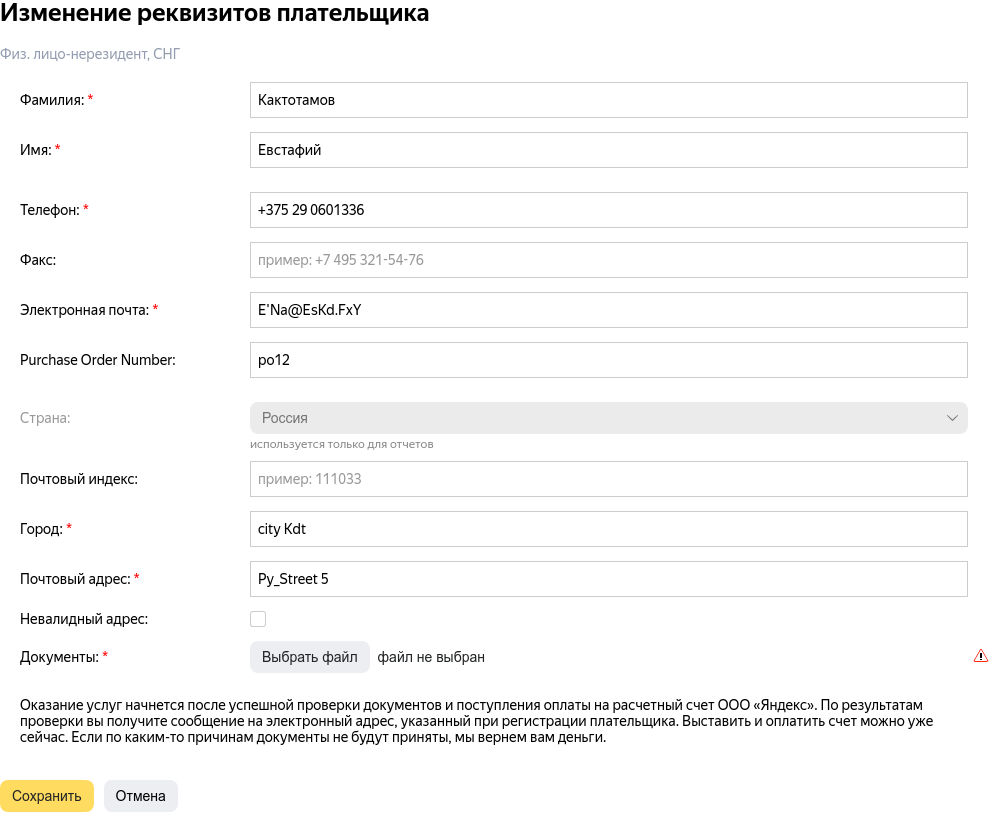 Изменение реквизитов плательщика
Физ. лицо-нерезидент, СНГ
Фамилия: * Кактотамов
Имя: * Евстафий
Телефон: * +375 29 0601336
Факс: пример: +7 495 321-54-76
Электронная почта: * E'Na@EsKd.FxY
Purchase Order Number: po12
Страна: Россия
используется только для отчетов
Почтовый индекс: пример: 111033
Город: * city Kdt
Почтовый адрес: * Py_Street 5
Невалидный адрес:
Документы: * Выбрать файл файл не выбран
Оказание услуг начнется после успешной проверки документов и поступления оплаты на расчетный счет ООО «Яндекс». По результатам
проверки вы получите сообщение на электронный адрес, указанный при регистрации плательщика. Выставить и оплатить счет можно уже
сейчас. Если по каким-то причинам документы не будут приняты, мы вернем вам деньги.
Сохранить Отмена